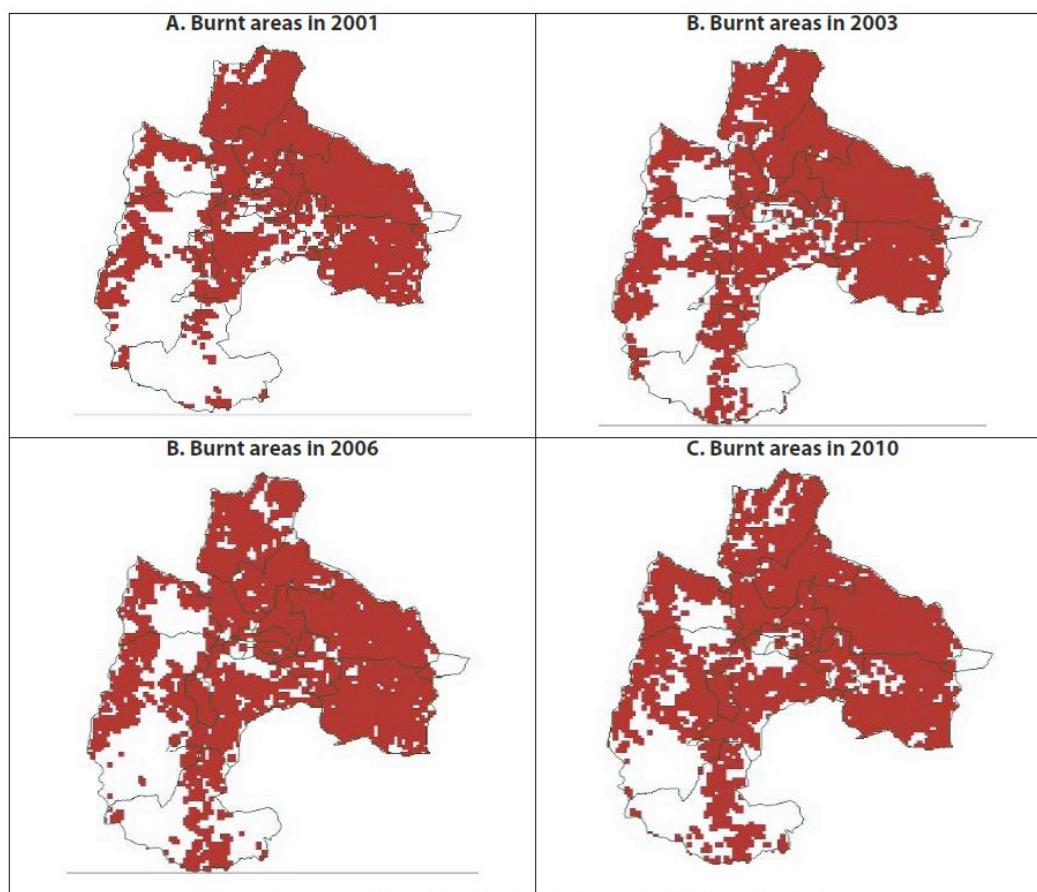 A. Burnt areas in 2001
B. Burnt areas in 2003
B. Burnt areas in 2006
C. Burnt areas in 2010